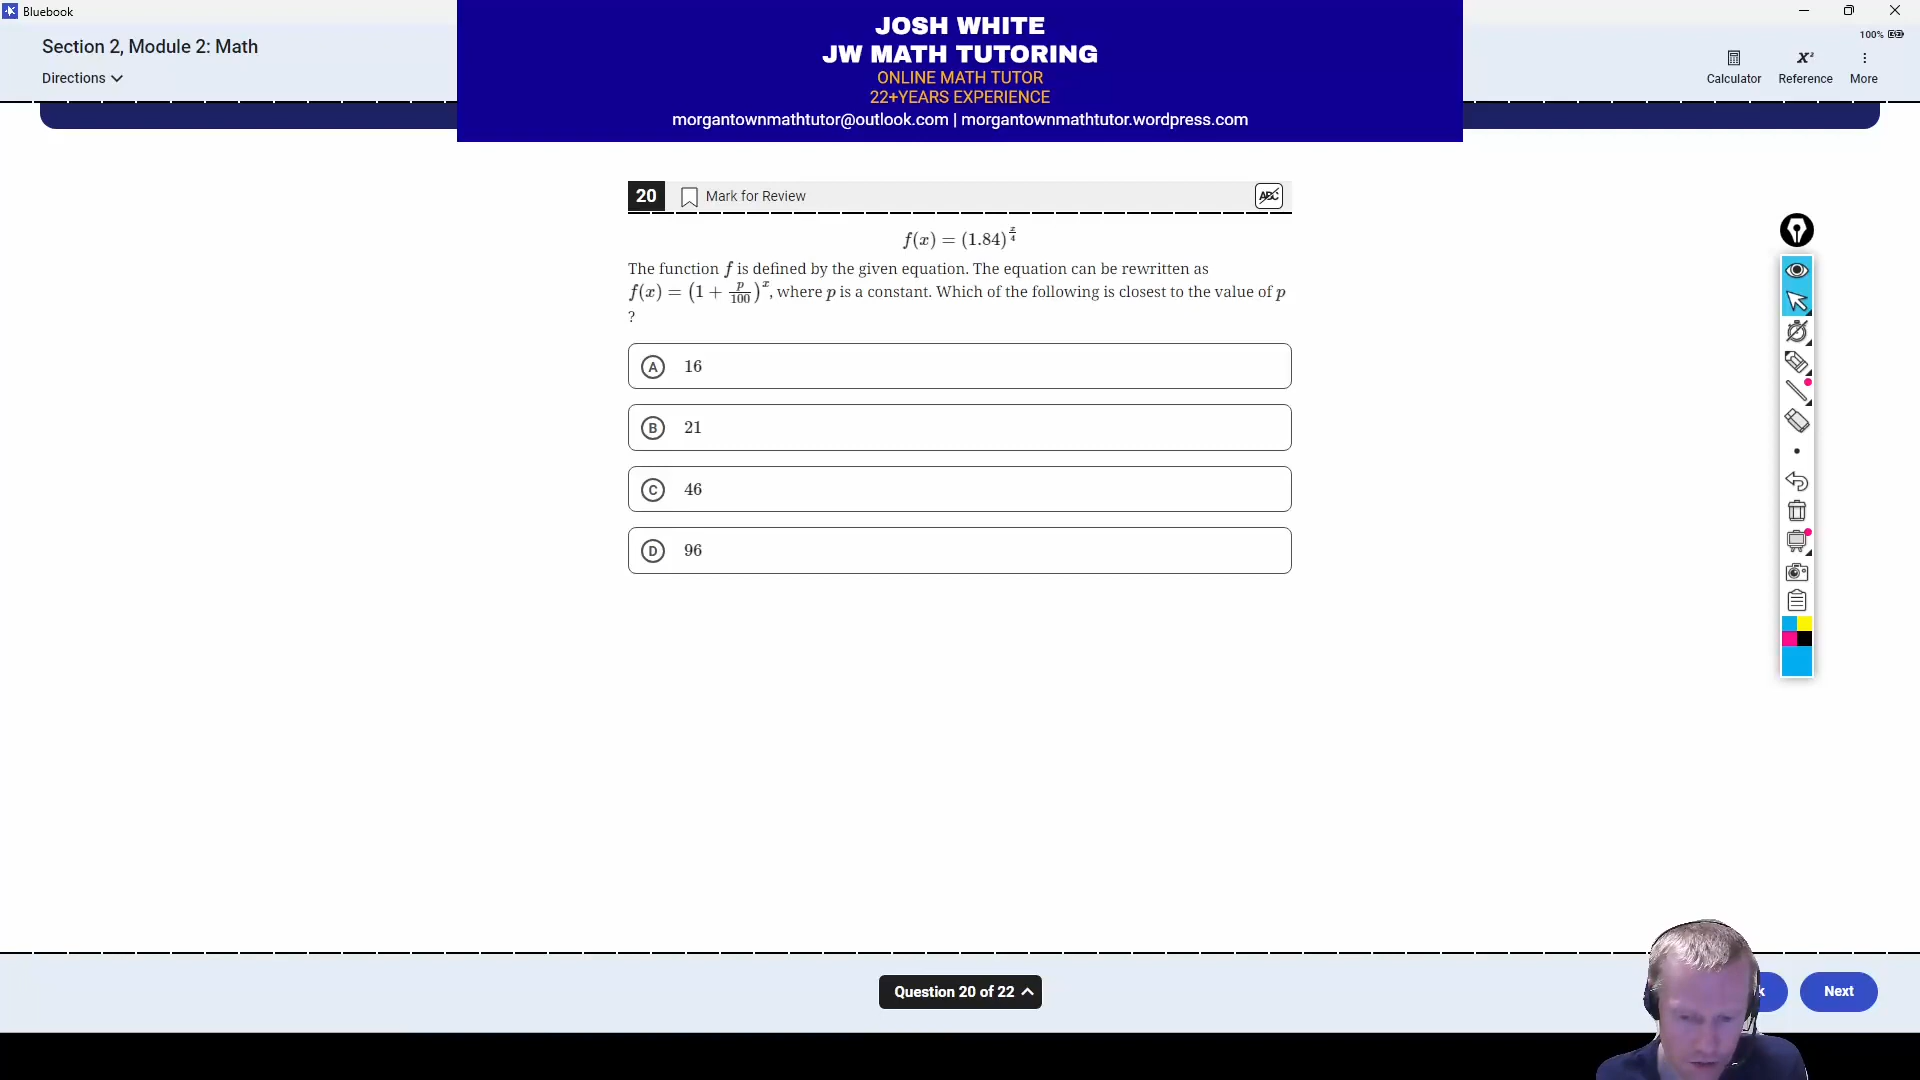 Bluebook
Section 2, Module 2: Math
Directions
JOSH WHITE
JW MATH TUTORING
ONLINE MATH TUTOR
22+YEARS EXPERIENCE
morgantownmathtutor@outlook.com | morgantownmathtutor.wordpress.com
100%
Calculator
Reference
More
20 Mark for Review ABC
f(x) = (1.84)^{x/4}
The function f is defined by the given equation. The equation can be rewritten as
f(x) = (1 + p/100)^x, where p is a constant. Which of the following is closest to the value of p
?
A 16
B 21
C 46
D 96
Question 20 of 22
k
Next